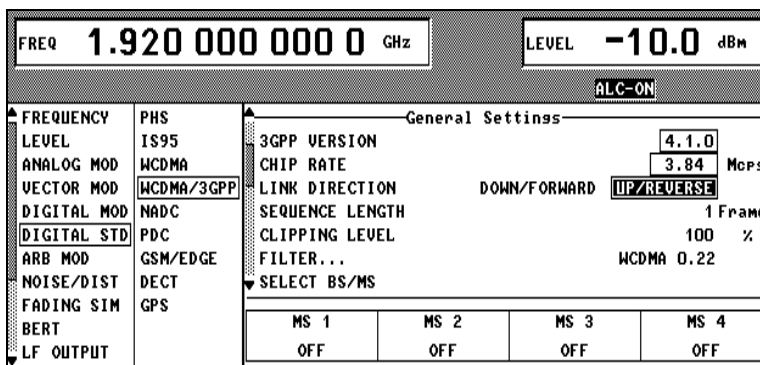 FREQ 1.920 000 000 0 GHz LEVEL -10.0 dBm
ALC-ON
FREQUENCY
LEVEL
ANALOG MOD
VECTOR MOD
DIGITAL MOD
DIGITAL STD
ARB MOD
NOISE/DIST
FADING SIM
BERT
LF OUTPUT
PHS
IS95
WCDMA
WCDMA/3GPP
NADC
PDC
GSM/EDGE
DECT
GPS
General Settings
3GPP VERSION 4.1.0
CHIP RATE 3.84 Mcps
LINK DIRECTION DOWN/FORWARD UP/REVERSE
SEQUENCE LENGTH 1 Frame
CLIPPING LEVEL 100 %
FILTER... WCDMA 0.22
SELECT BS/MS
MS 1 MS 2 MS 3 MS 4
OFF OFF OFF OFF